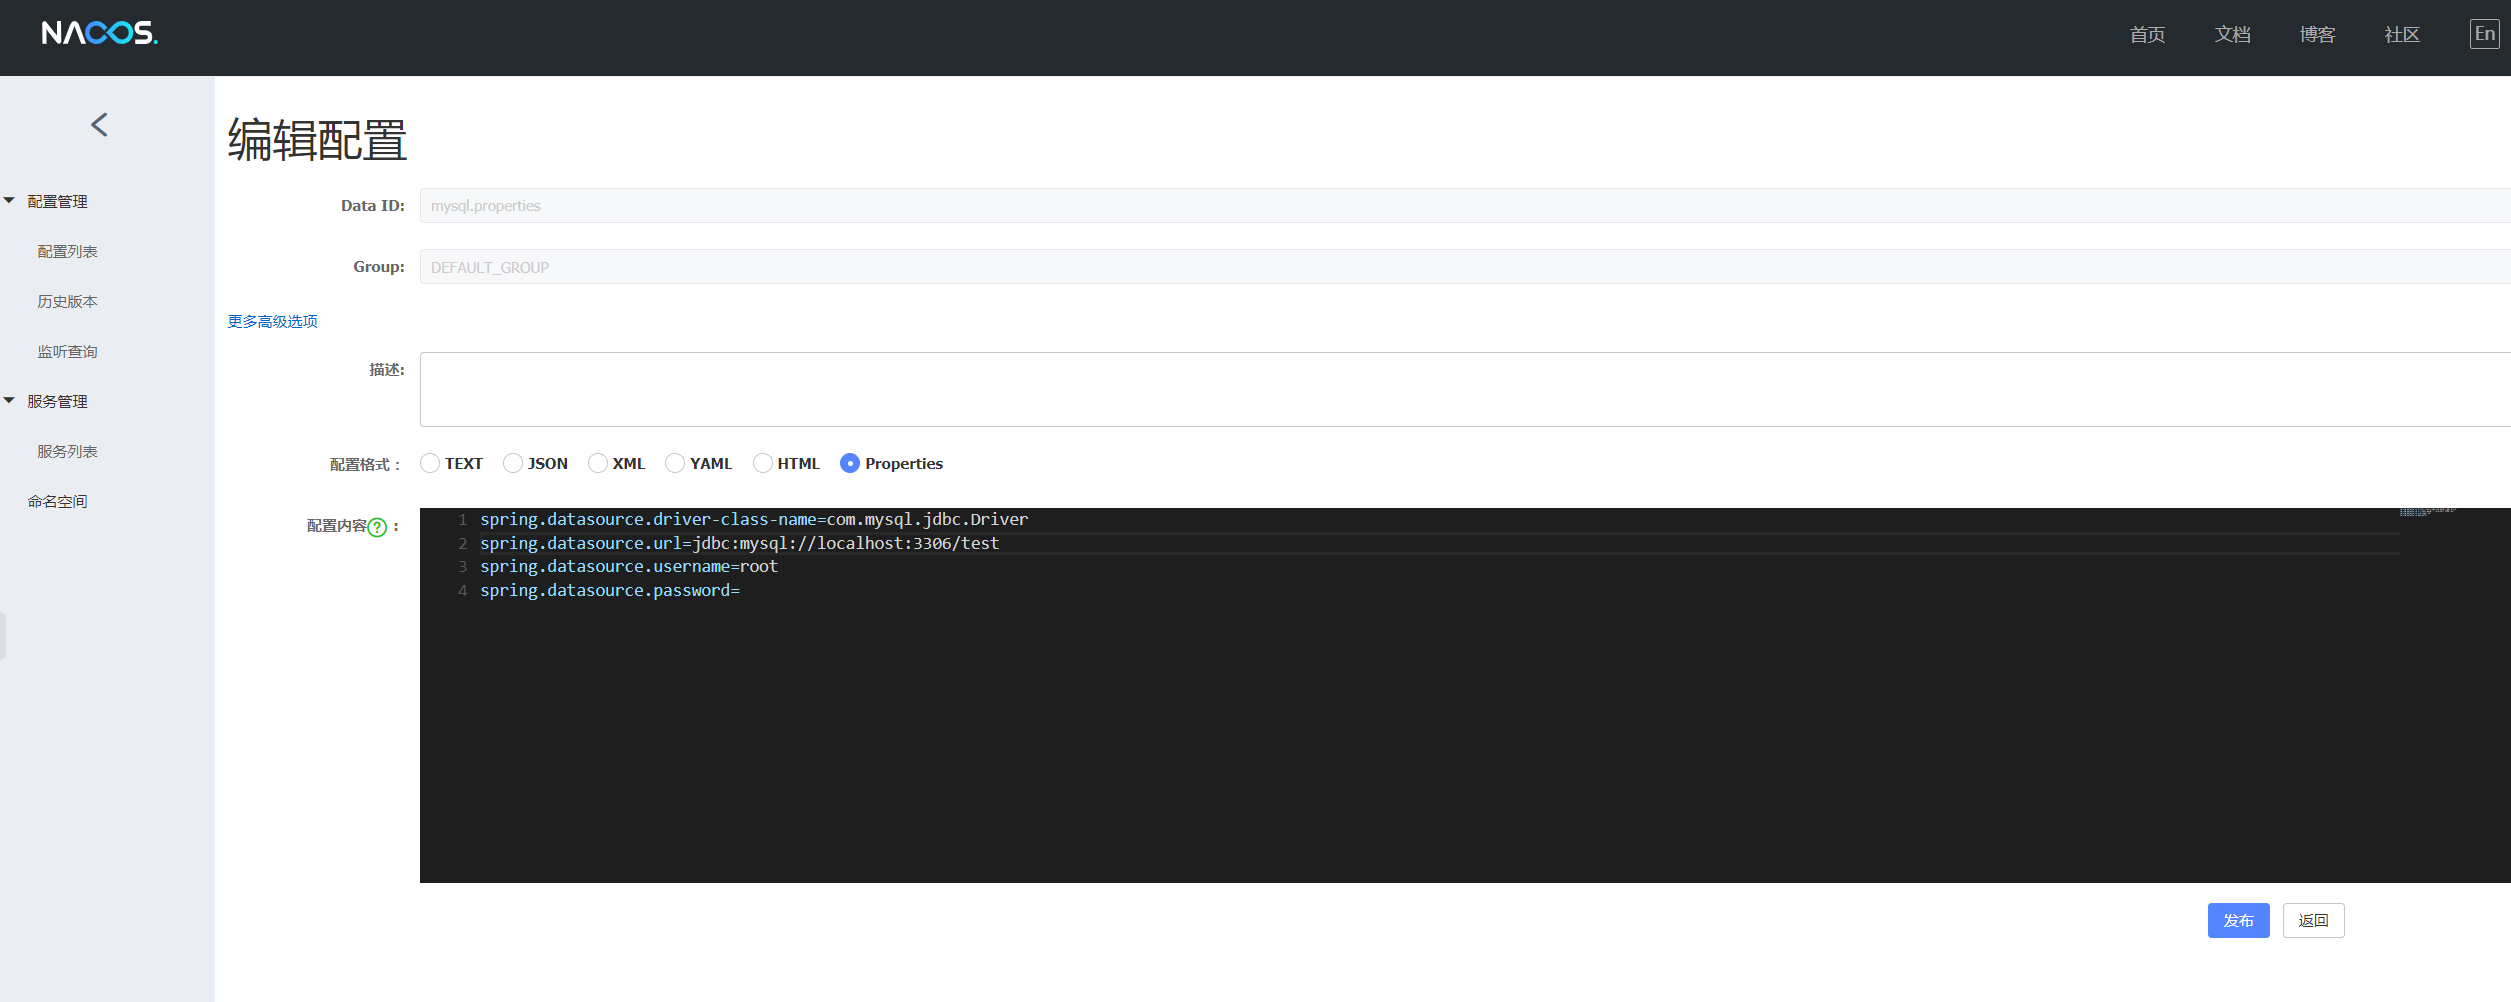 NACOS.
首页 文档 博客 社区 En
编辑配置
配置管理
配置列表
历史版本
监听查询
服务管理
服务列表
命名空间
Data ID: mysql.properties
Group: DEFAULT_GROUP
更多高级选项
描述:
配置格式： TEXT JSON XML YAML HTML Properties
配置内容?：
1 spring.datasource.driver-class-name=com.mysql.jdbc.Driver
2 spring.datasource.url=jdbc:mysql://localhost:3306/test
3 spring.datasource.username=root
4 spring.datasource.password=
发布 返回